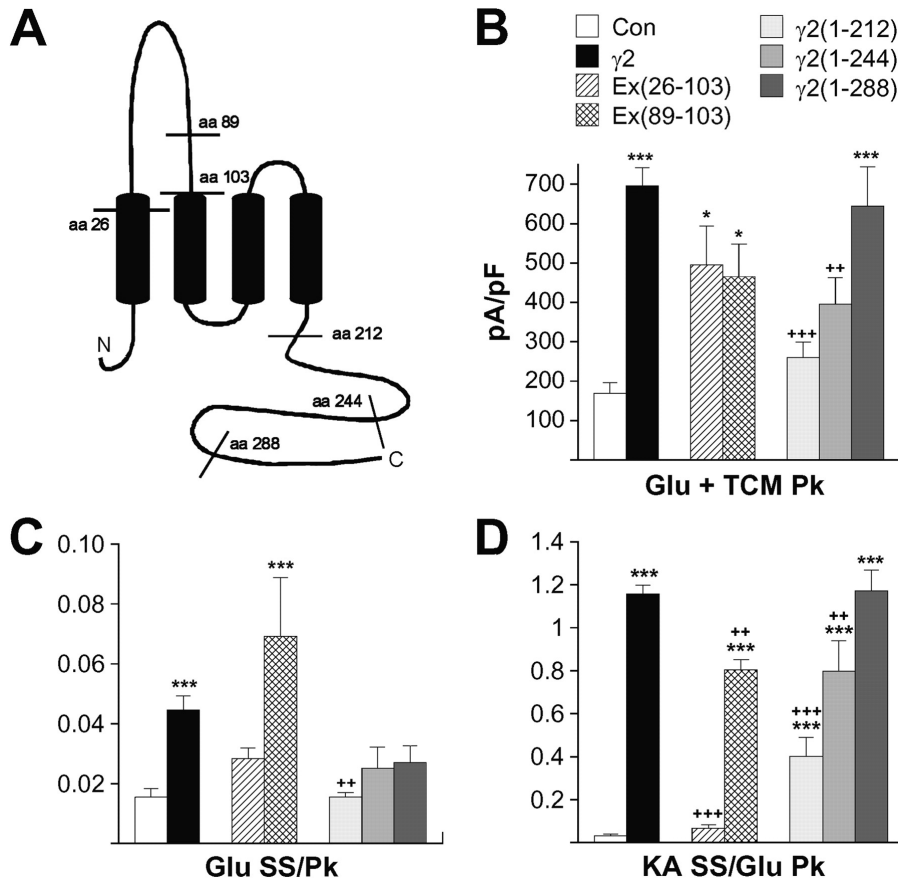 A
aa 89
aa 103
aa 26
N
aa 212
aa 244
aa 288
C
B
Con
γ2
Ex(26-103)
Ex(89-103)
γ2(1-212)
γ2(1-244)
γ2(1-288)
pA/pF
700
600
500
400
300
200
100
***
*
*
+++
++
***
Glu + TCM Pk
C
0.10
0.08
0.06
0.04
0.02
***
***
++
Glu SS/Pk
D
1.4
1.2
1
0.8
0.6
0.4
0.2
***
+++
++
***
+++
***
++
***
***
KA SS/Glu Pk